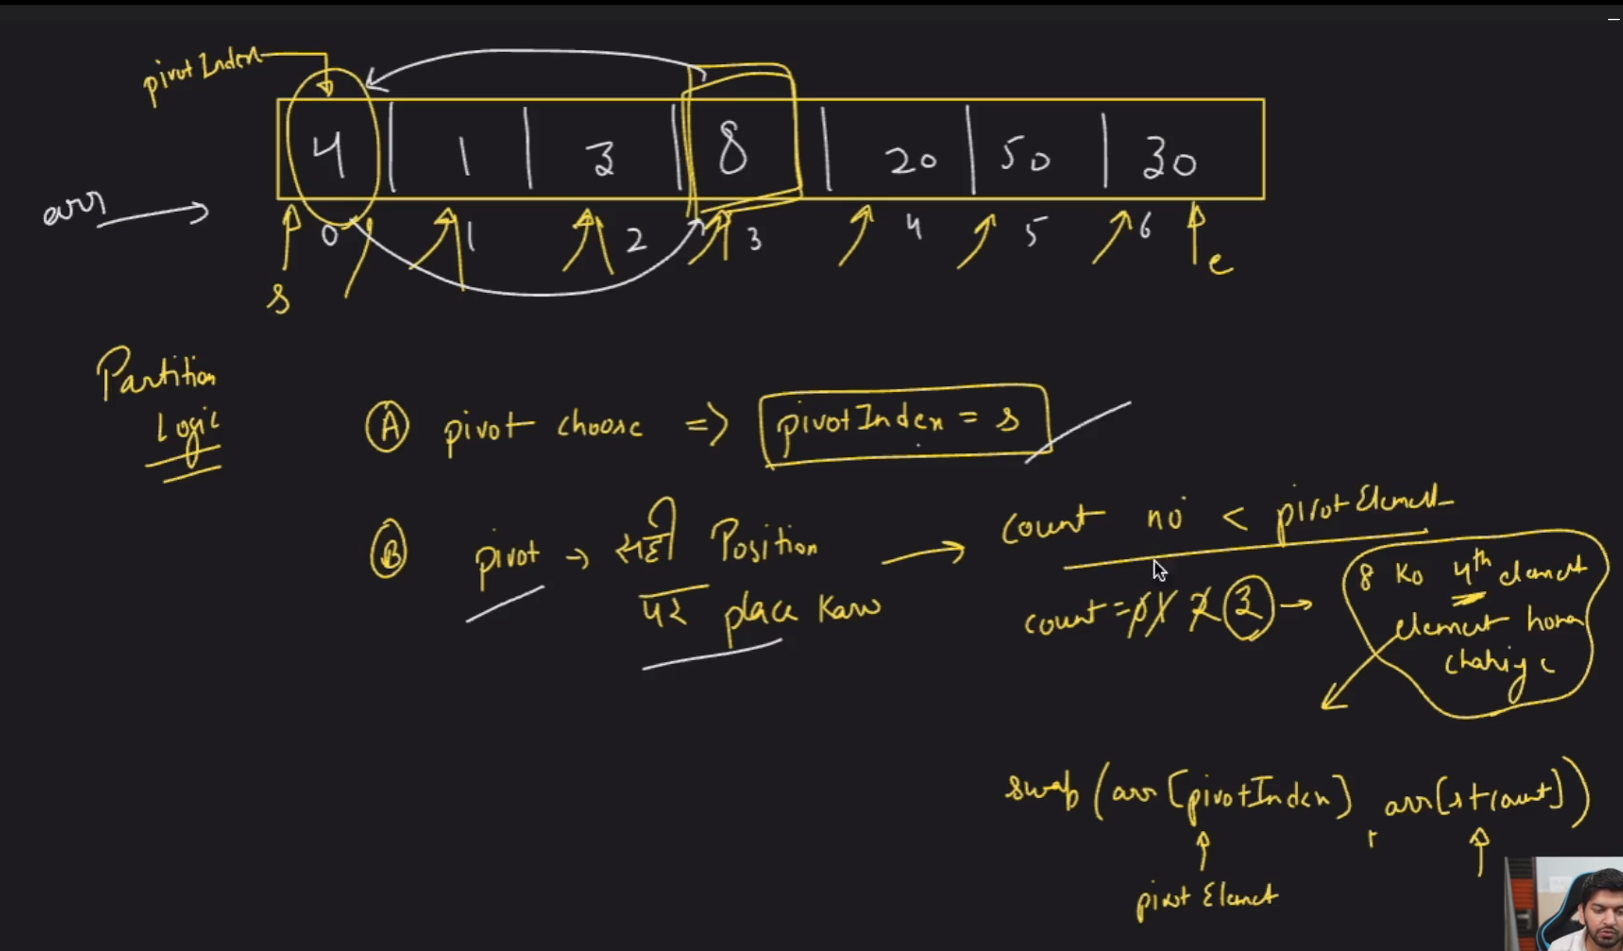 pivotIndex
4 1 3 8 20 50 30
arr
0 1 2 3 4 5 6
s e
Partition
Logic
A pivot choose => pivotIndex = s
B pivot → सही Position → count no < pivotElement
पर place Karo
count = 0 1 2 3 →
8 Ko 4th element
element hona
chahiye
swap (arr[pivotIndex], arr[s+count])
pivot Element